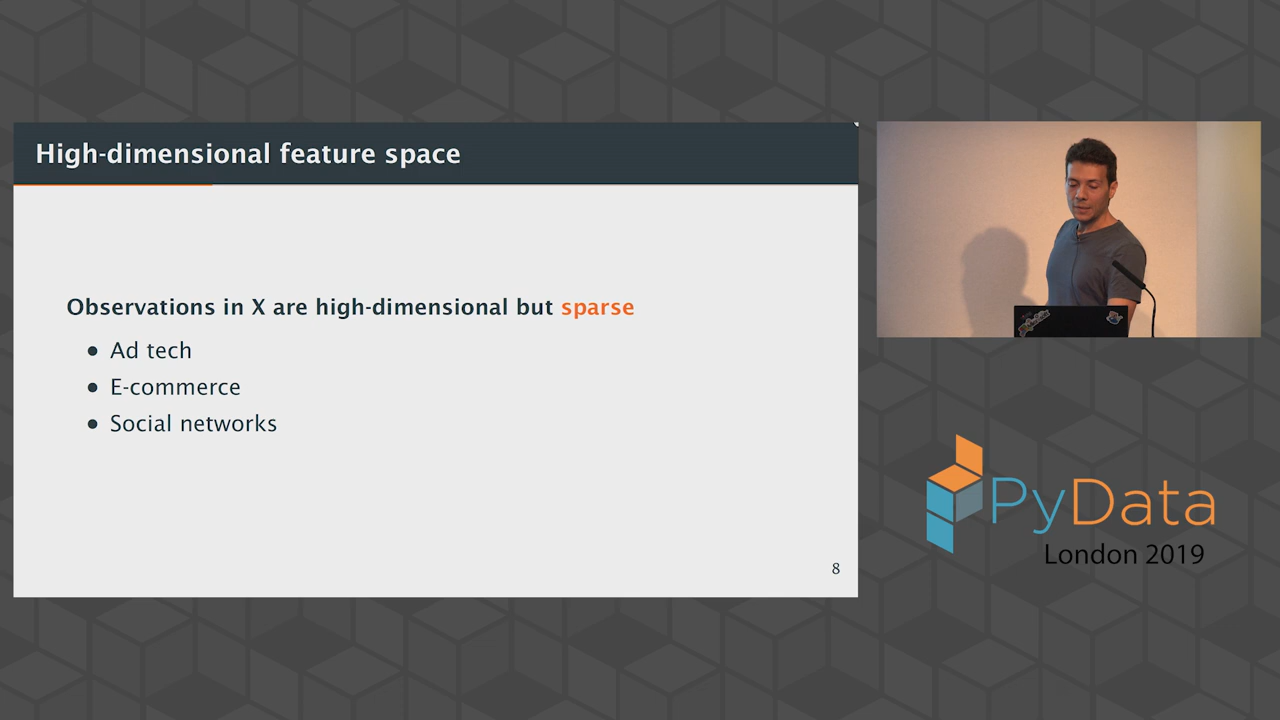 High-dimensional feature space
Observations in X are high-dimensional but sparse
● Ad tech
● E-commerce
● Social networks
8
PyData
London 2019